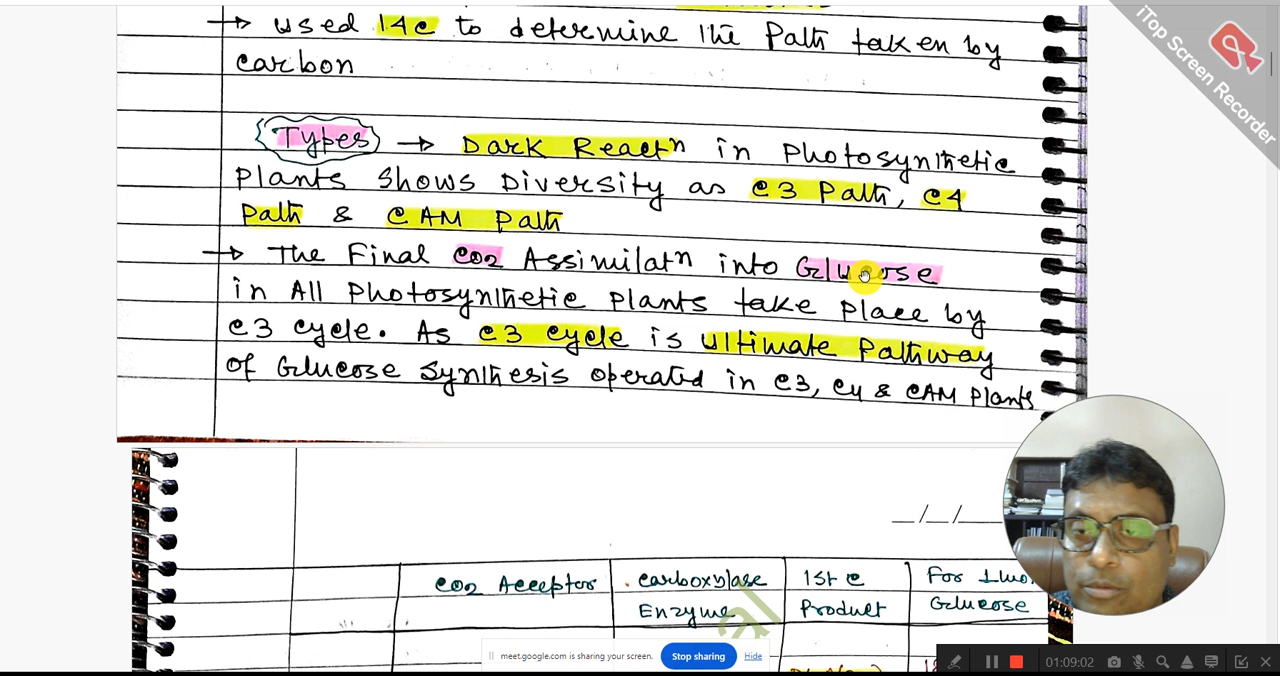 → used 14c to determine the Path taken by
carbon
Types → Dark Reactn in Photosynthetic
Plants Shows Diversity as C3 Path, C4
Path & CAM Path
→ The Final CO2 Assimilatn into Glucose
in All Photosynthetic Plants take place by
C3 cycle. As C3 cycle is ultimate Pathway
of Glucose Synthesis operated in C3, C4 & CAM Plants
_/_/_
CO2 Acceptor
. carboxylase
Enzyme
1st c
Product
For 1 mo
Glucose
meet.google.com is sharing your screen.
Stop sharing
Hide
01:09:02
iTop Screen Recorder